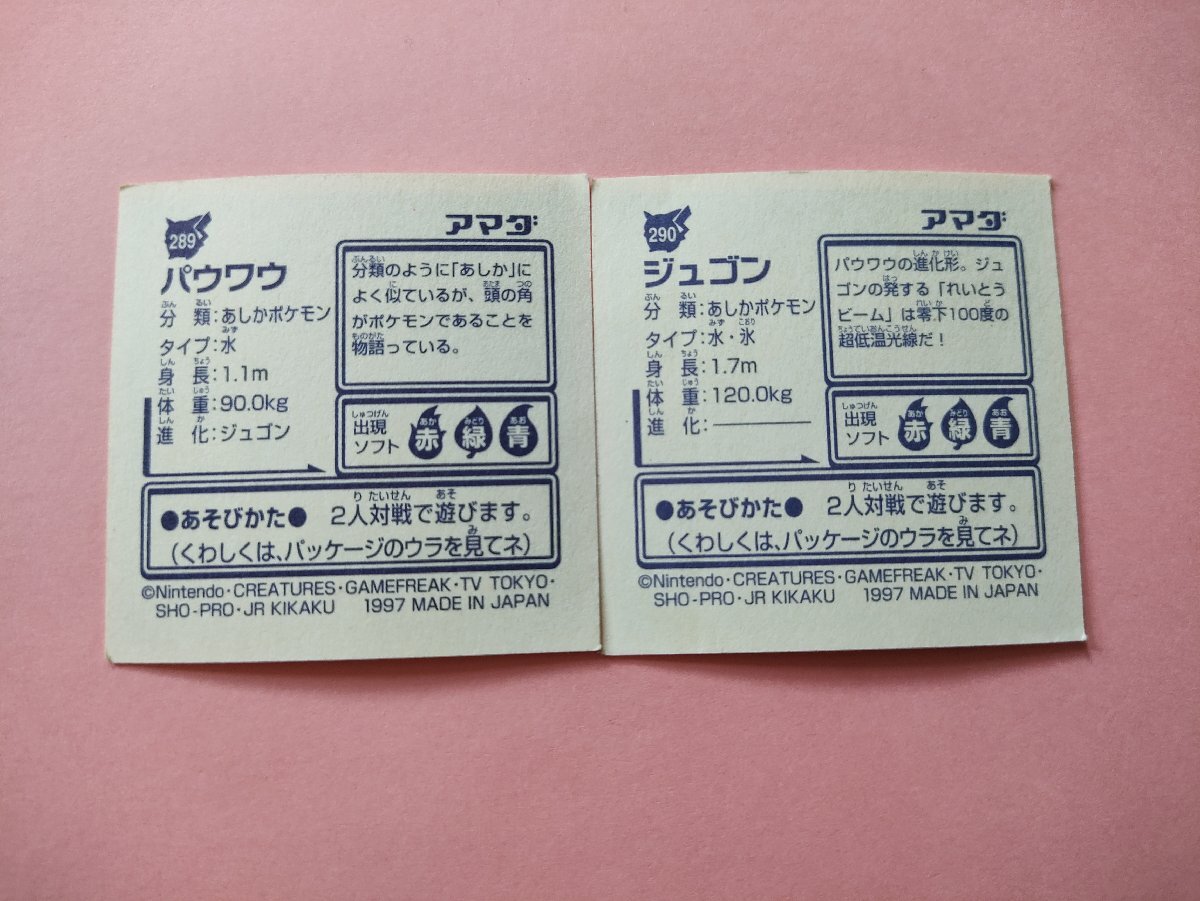 289
アマダ
パウワウ
分類:あしかポケモン
タイプ:水
身長:1.1m
体重:90.0kg
進化:ジュゴン
分類のように「あしか」に
よく似ているが、頭の角
がポケモンであることを
物語っている。
出現
ソフト
赤 緑 青
●あそびかた● 2人対戦で遊びます。
(くわしくは、パッケージのウラを見てネ)
©Nintendo・CREATURES・GAMEFREAK・TV TOKYO・
SHO-PRO・JR KIKAKU 1997 MADE IN JAPAN
290
アマダ
ジュゴン
分類:あしかポケモン
タイプ:水・氷
身長:1.7m
体重:120.0kg
進化:————
パウワウの進化形。ジュ
ゴンの発する「れいとう
ビーム」は零下100度の
超低温光線だ!
出現
ソフト
赤 緑 青
●あそびかた● 2人対戦で遊びます。
(くわしくは、パッケージのウラを見てネ)
©Nintendo・CREATURES・GAMEFREAK・TV TOKYO・
SHO-PRO・JR KIKAKU 1997 MADE IN JAPAN